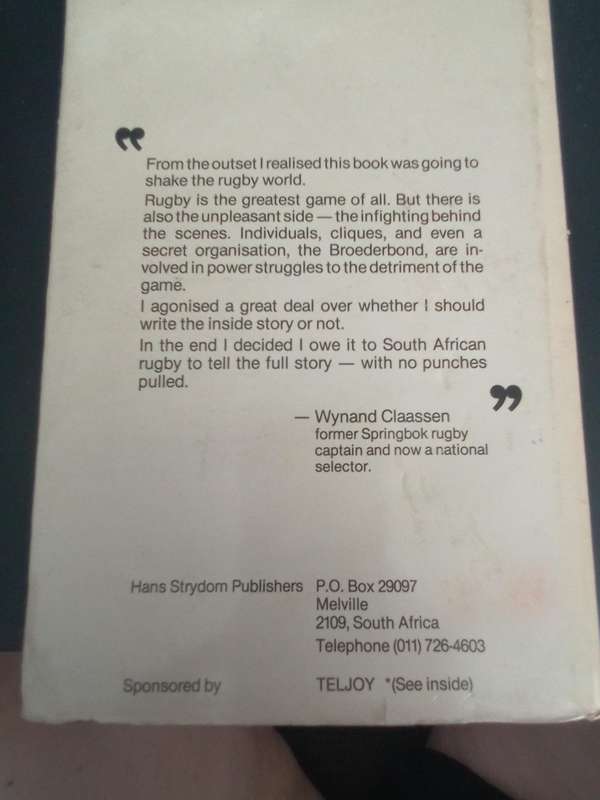 “
From the outset I realised this book was going to
shake the rugby world.
Rugby is the greatest game of all. But there is
also the unpleasant side — the infighting behind
the scenes. Individuals, cliques, and even a
secret organisation, the Broederbond, are in-
volved in power struggles to the detriment of the
game.
I agonised a great deal over whether I should
write the inside story or not.
In the end I decided I owe it to South African
rugby to tell the full story — with no punches
pulled.
”
— Wynand Claassen
former Springbok rugby
captain and now a national
selector.
Hans Strydom Publishers P.O. Box 29097
Melville
2109, South Africa
Telephone (011) 726-4603
Sponsored by TELJOY *(See inside)